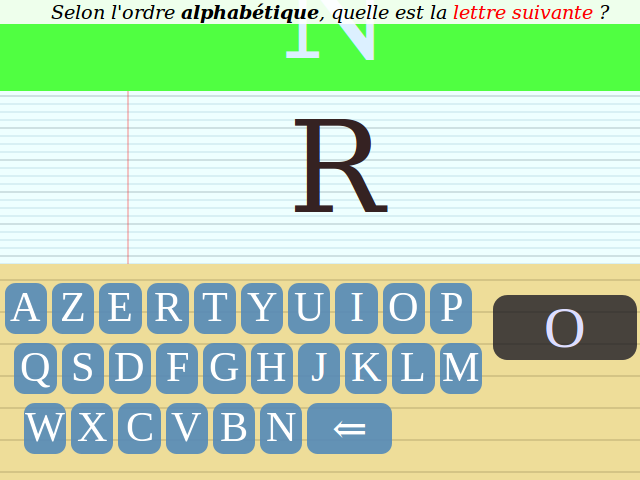 Selon l'ordre alphabétique, quelle est la lettre suivante ?
N
R
A Z E R T Y U I O P
O
Q S D F G H J K L M
W X C V B N ⇐